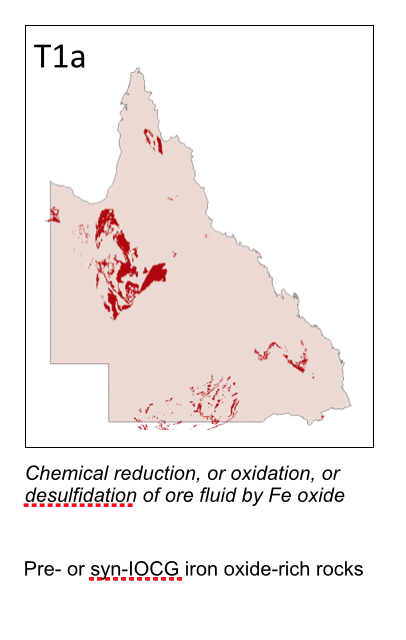 T1a
Chemical reduction, or oxidation, or
desulfidation of ore fluid by Fe oxide
Pre- or syn-IOCG iron oxide-rich rocks